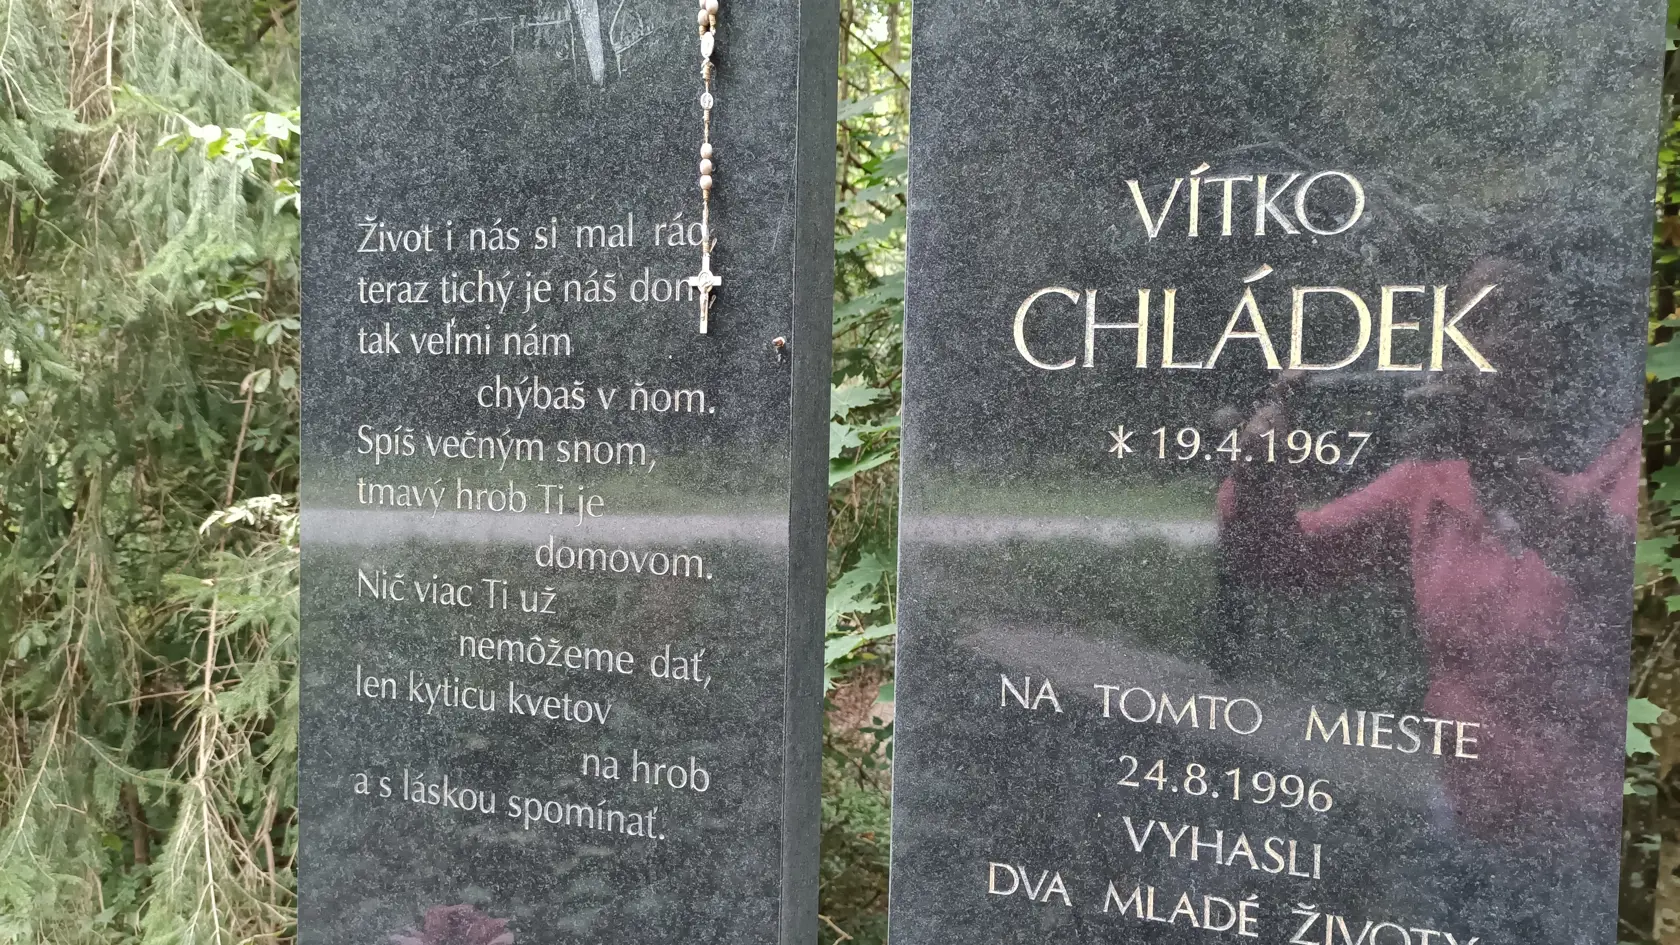 Život i nás si mal rád,
teraz tichý je náš dom
tak veľmi nám
chýbaš v ňom.
Spíš večným snom,
tmavý hrob Ti je
domovom.
Nič viac Ti už
nemôžeme dať,
len kyticu kvetov
na hrob
a s láskou spomínať.
VÍTKO
CHLÁDEK
* 19.4.1967
NA TOMTO MIESTE
24.8.1996
VYHASLI
DVA MLADÉ ŽIVOTY